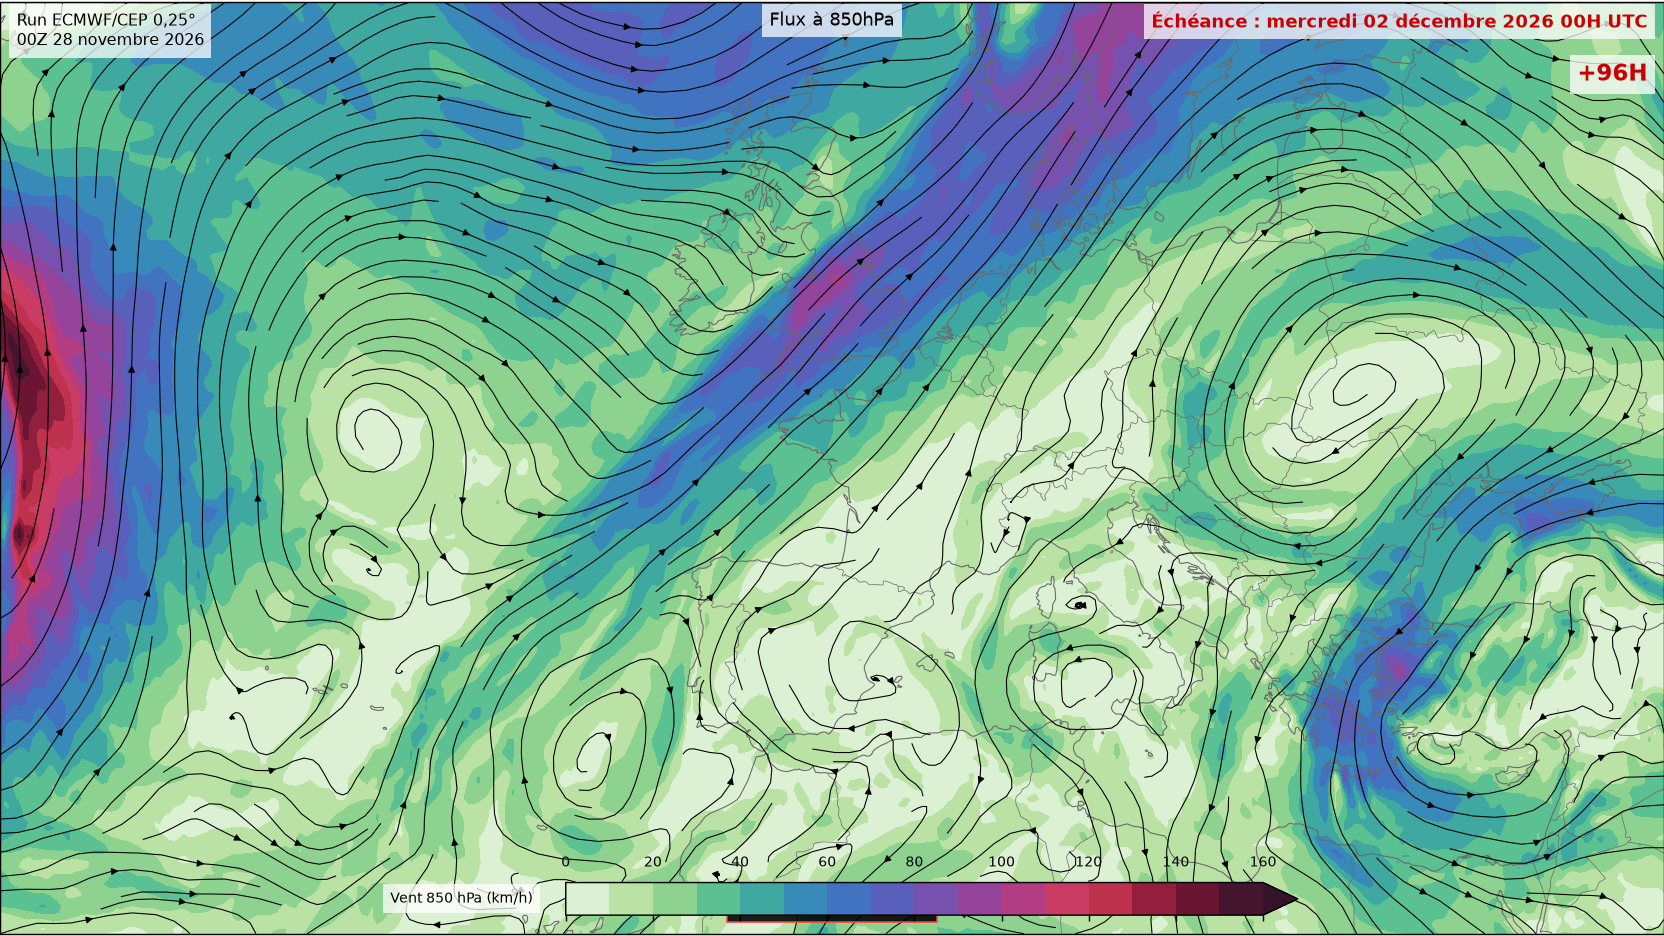 Run ECMWF/CEP 0,25°
00Z 28 novembre 2026
Flux à 850hPa
Échéance : mercredi 02 décembre 2026 00H UTC
+96H
0 20 40 60 80 100 120 140 160
Vent 850 hPa (km/h)